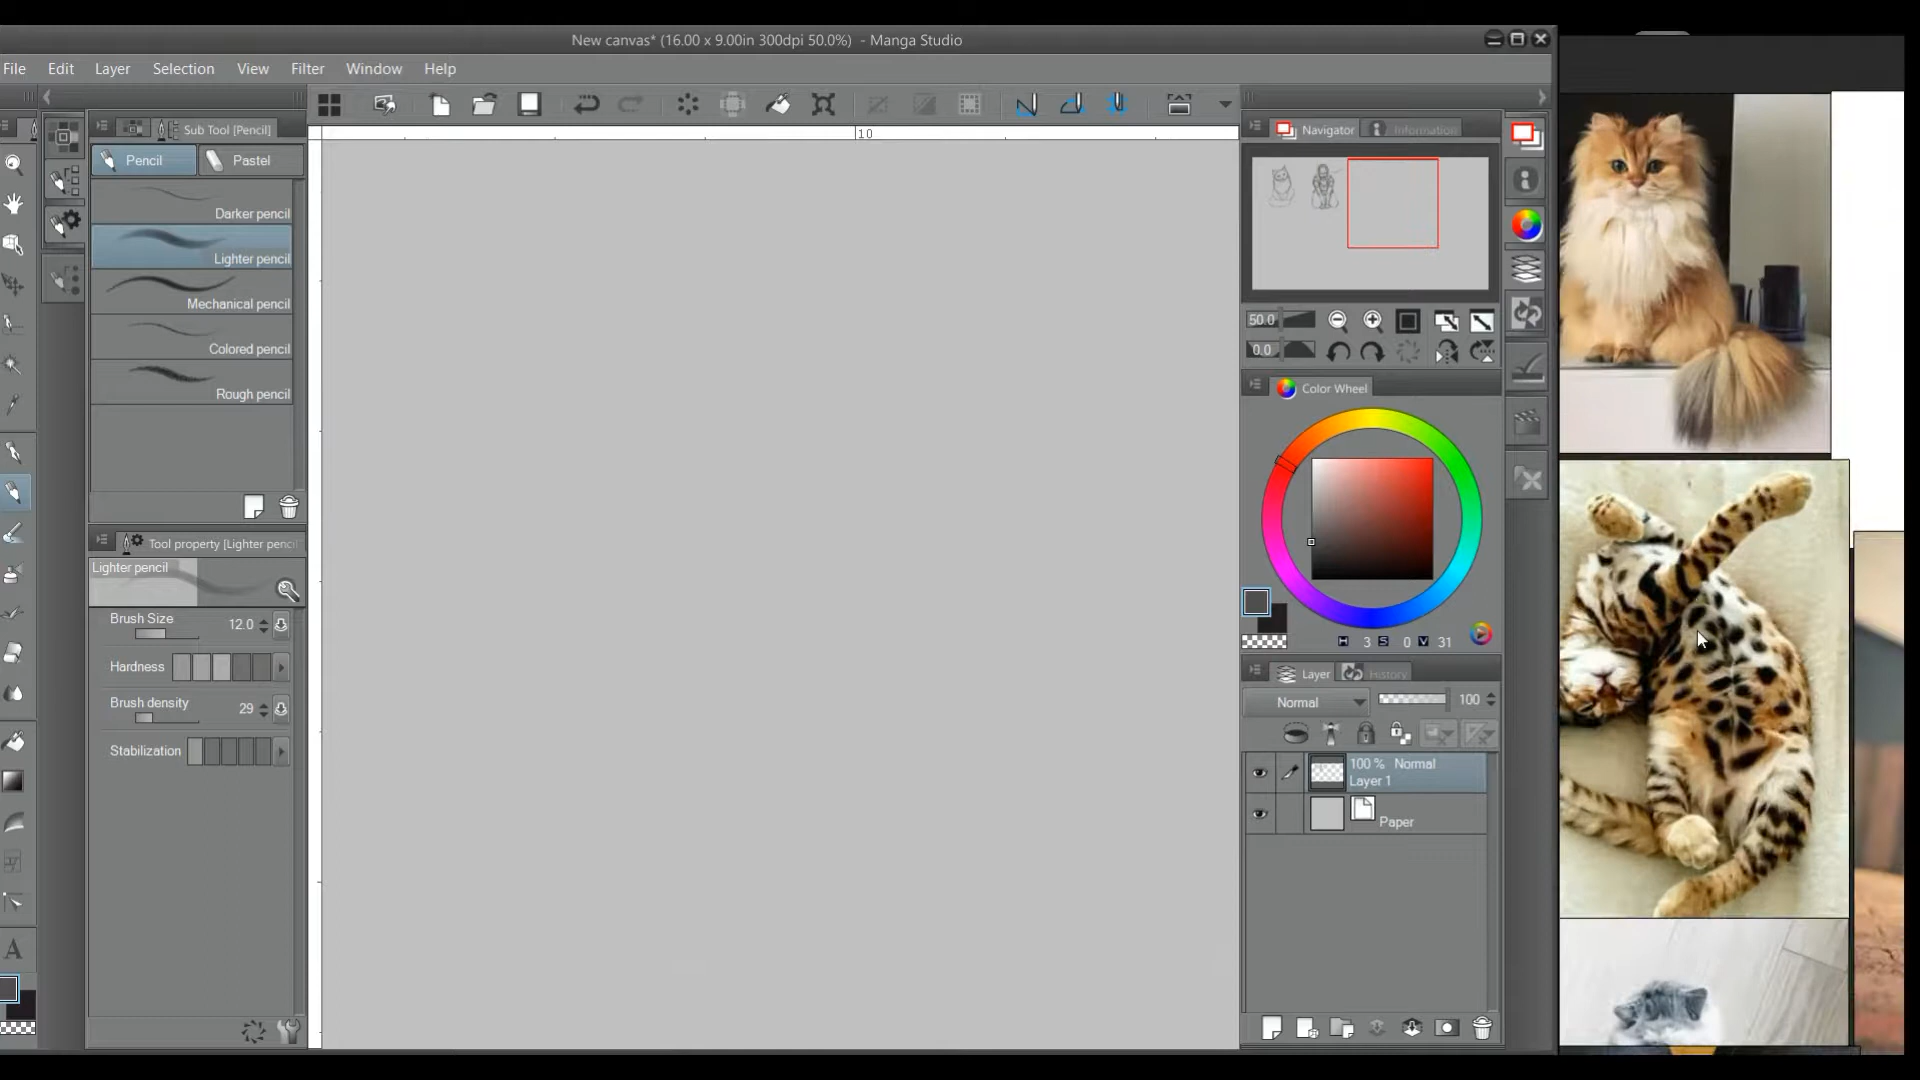 New canvas* (16.00 x 9.00in 300dpi 50.0%)  - Manga Studio
File Edit Layer Selection View Filter Window Help
Sub Tool [Pencil]
Pencil Pastel
Darker pencil
Lighter pencil
Mechanical pencil
Colored pencil
Rough pencil
Tool property [Lighter pencil
Lighter pencil
Brush Size 12.0
Hardness
Brush density 29
Stabilization
A
10
Navigator Information
50.0
0.0
Color Wheel
H 3 S 0 V 31
Layer History
Normal 100
100 % Normal
Layer 1
Paper